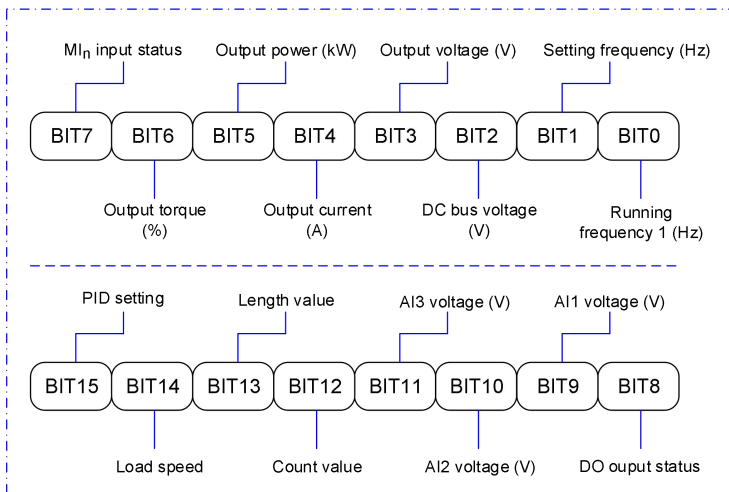 MIn input status
Output power (kW)
Output voltage (V)
Setting frequency (Hz)
BIT7
BIT6
BIT5
BIT4
BIT3
BIT2
BIT1
BIT0
Output torque
(%)
Output current
(A)
DC bus voltage
(V)
Running
frequency 1 (Hz)
PID setting
Length value
AI3 voltage (V)
AI1 voltage (V)
BIT15
BIT14
BIT13
BIT12
BIT11
BIT10
BIT9
BIT8
Load speed
Count value
AI2 voltage (V)
DO ouput status